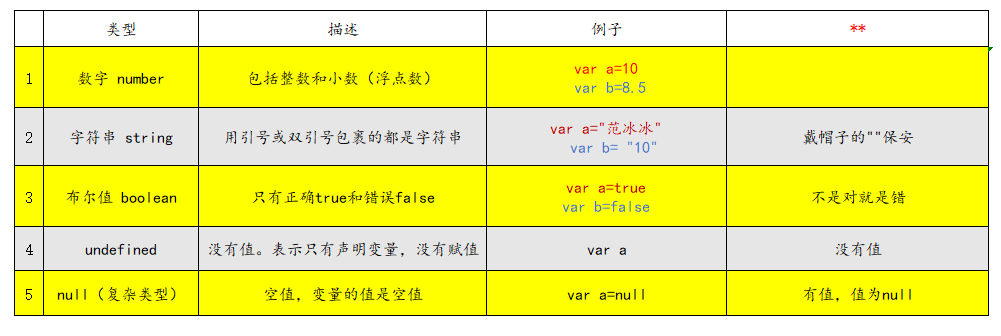 类型 描述 例子 **
1 数字 number 包括整数和小数（浮点数） var a=10
var b=8.5
2 字符串 string 用引号或双引号包裹的都是字符串 var a="范冰冰" 戴帽子的""保安
var b= "10"
3 布尔值 boolean 只有正确true和错误false var a=true 不是对就是错
var b=false
4 undefined 没有值。表示只有声明变量，没有赋值 var a 没有值
5 null（复杂类型） 空值，变量的值是空值 var a=null 有值，值为null